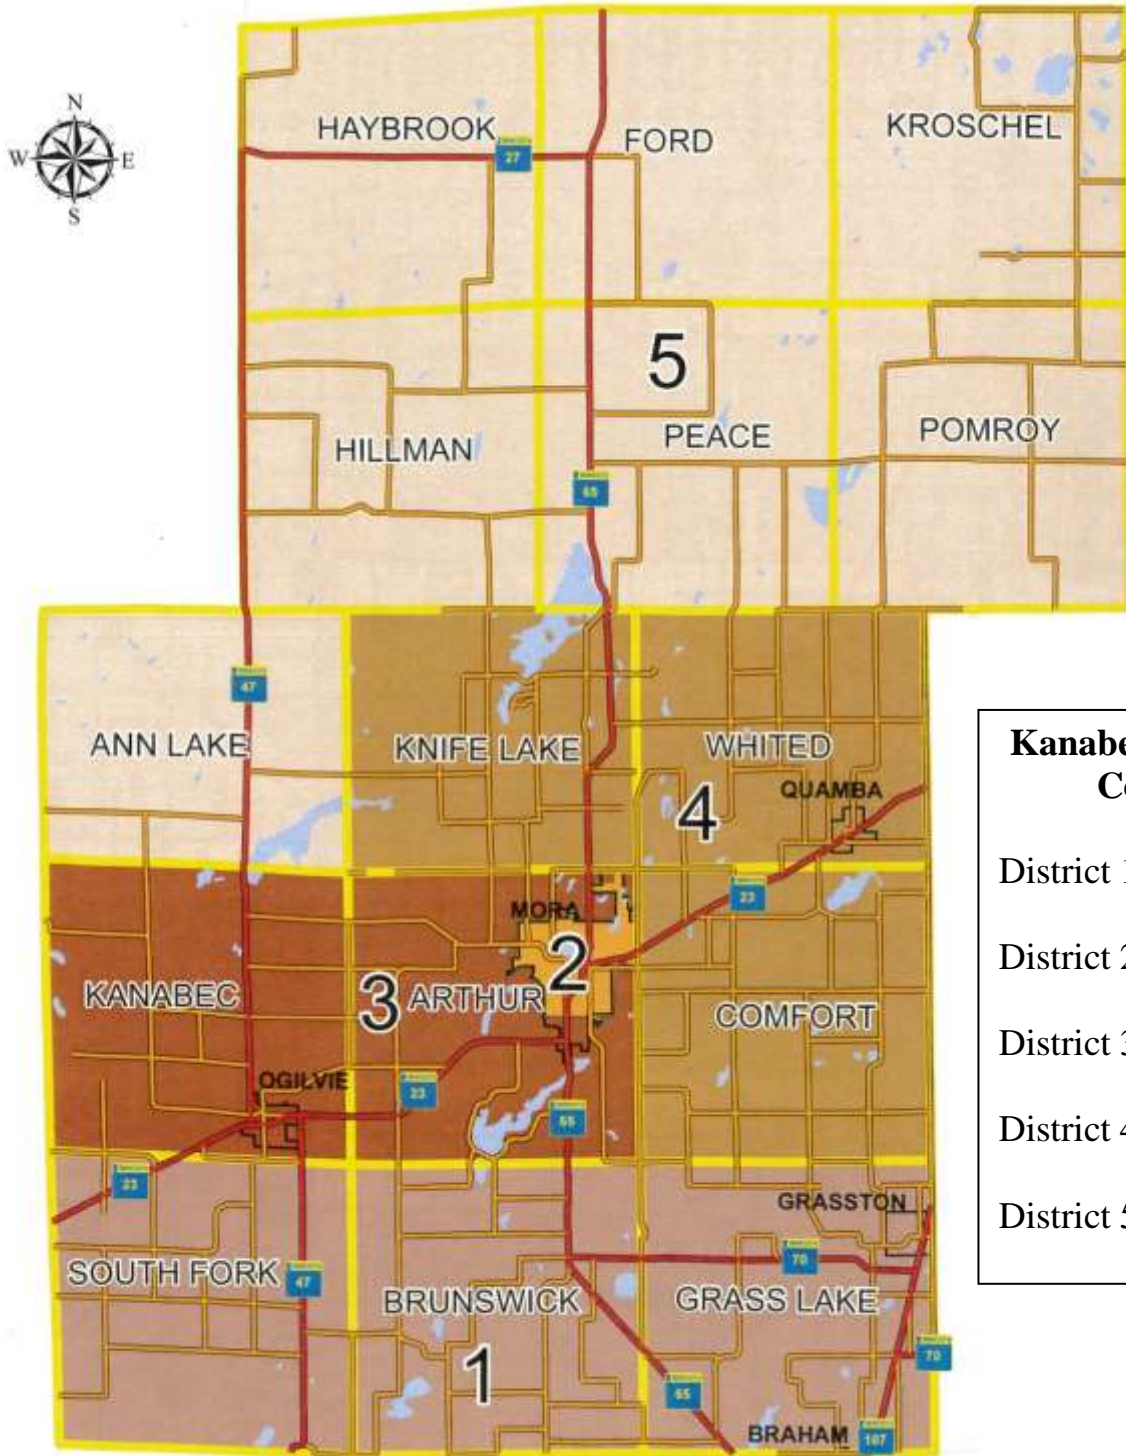 N
W E
S
HAYBROOK
FORD
KROSCHEL
27
5
HILLMAN
PEACE
POMROY
65
47
ANN LAKE
KNIFE LAKE
WHITED
QUAMBA
4
Kanabe
Co
23
District 1
MORA
2
District 2
KANABEC
3
ARTHUR
COMFORT
District 3
OGILVIE
23
65
District 4
23
GRASSTON
District 5
SOUTH FORK
47
70
BRUNSWICK
GRASS LAKE
1
70
65
BRAHAM
107